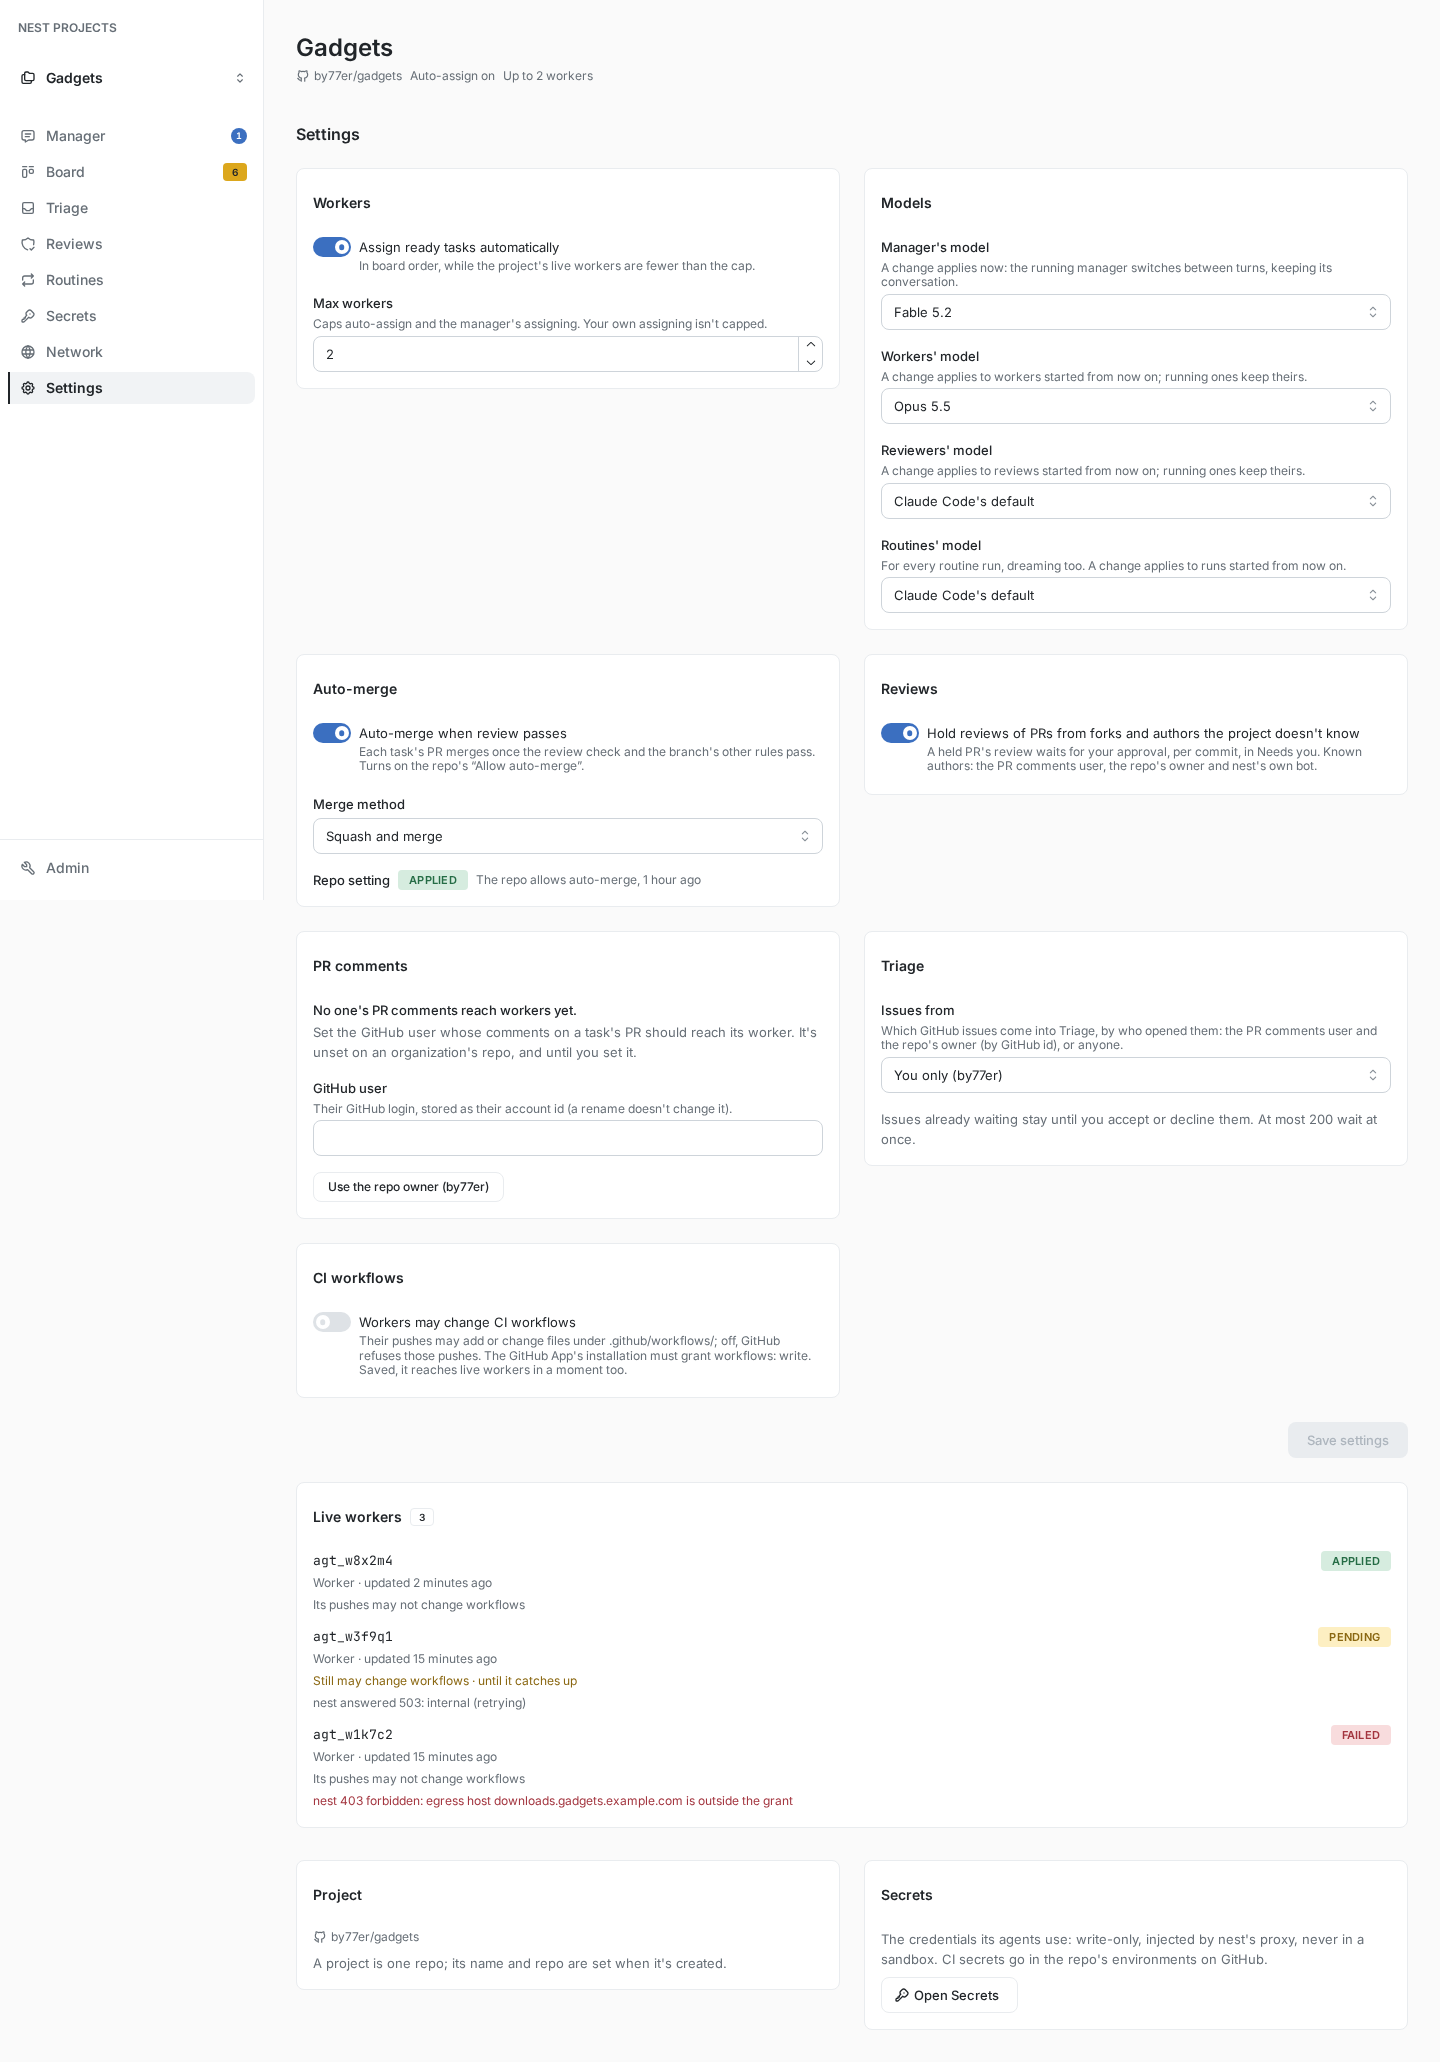 NEST PROJECTS
Gadgets
Manager
1
Board
6
Triage
Reviews
Routines
Secrets
Network
Settings
Admin
Gadgets
by77er/gadgets Auto-assign on Up to 2 workers
Settings
Workers
Assign ready tasks automatically
In board order, while the project's live workers are fewer than the cap.
Max workers
Caps auto-assign and the manager's assigning. Your own assigning isn't capped.
2
Models
Manager's model
A change applies now: the running manager switches between turns, keeping its
conversation.
Fable 5.2
Workers' model
A change applies to workers started from now on; running ones keep theirs.
Opus 5.5
Reviewers' model
A change applies to reviews started from now on; running ones keep theirs.
Claude Code's default
Routines' model
For every routine run, dreaming too. A change applies to runs started from now on.
Claude Code's default
Auto-merge
Auto-merge when review passes
Each task's PR merges once the review check and the branch's other rules pass.
Turns on the repo's “Allow auto-merge”.
Merge method
Squash and merge
Repo setting APPLIED The repo allows auto-merge, 1 hour ago
Reviews
Hold reviews of PRs from forks and authors the project doesn't know
A held PR's review waits for your approval, per commit, in Needs you. Known
authors: the PR comments user, the repo's owner and nest's own bot.
PR comments
No one's PR comments reach workers yet.
Set the GitHub user whose comments on a task's PR should reach its worker. It's
unset on an organization's repo, and until you set it.
GitHub user
Their GitHub login, stored as their account id (a rename doesn't change it).
Use the repo owner (by77er)
Triage
Issues from
Which GitHub issues come into Triage, by who opened them: the PR comments user and
the repo's owner (by GitHub id), or anyone.
You only (by77er)
Issues already waiting stay until you accept or decline them. At most 200 wait at
once.
CI workflows
Workers may change CI workflows
Their pushes may add or change files under .github/workflows/; off, GitHub
refuses those pushes. The GitHub App's installation must grant workflows: write.
Saved, it reaches live workers in a moment too.
Save settings
Live workers 3
agt_w8x2m4 APPLIED
Worker · updated 2 minutes ago
Its pushes may not change workflows
agt_w3f9q1 PENDING
Worker · updated 15 minutes ago
Still may change workflows · until it catches up
nest answered 503: internal (retrying)
agt_w1k7c2 FAILED
Worker · updated 15 minutes ago
Its pushes may not change workflows
nest 403 forbidden: egress host downloads.gadgets.example.com is outside the grant
Project
by77er/gadgets
A project is one repo; its name and repo are set when it's created.
Secrets
The credentials its agents use: write-only, injected by nest's proxy, never in a
sandbox. CI secrets go in the repo's environments on GitHub.
Open Secrets